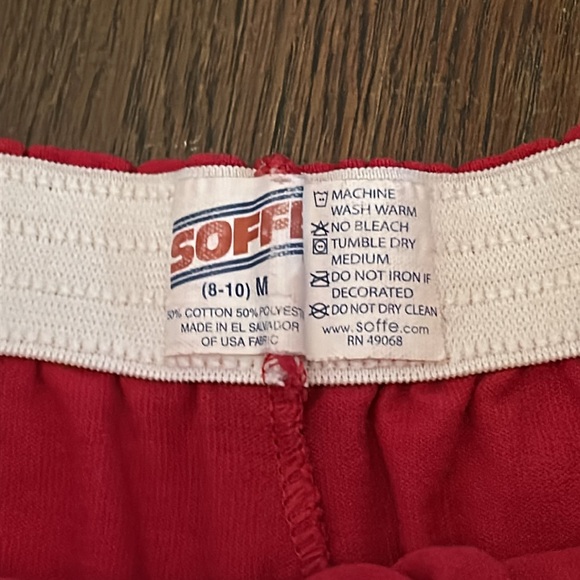 SOFFE
(8-10) M
50% COTTON 50% POLYESTER
MADE IN EL SALVADOR
OF USA FABRIC
MACHINE
WASH WARM
NO BLEACH
TUMBLE DRY
MEDIUM
DO NOT IRON IF
DECORATED
DO NOT DRY CLEAN
www.soffe.com
RN 49068